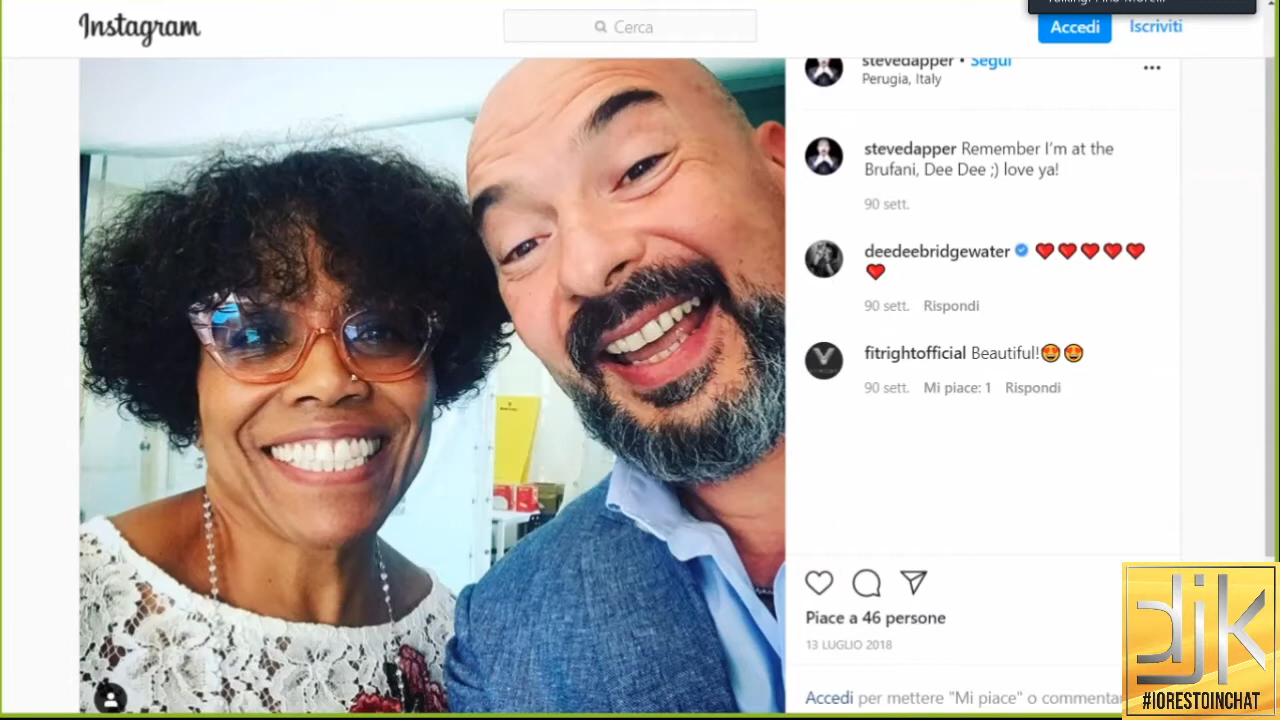 Instagram
Cerca
Accedi
Iscriviti
stevedapper • Segui
Perugia, Italy
stevedapper Remember I'm at the
Brufani, Dee Dee ;) love ya!
90 sett.
deedeebridgewater ❤️❤️❤️❤️❤️
❤️
90 sett. Rispondi
fitrightofficial Beautiful!😍😍
90 sett. Mi piace: 1 Rispondi
Piace a 46 persone
13 LUGLIO 2018
Accedi per mettere "Mi piace" o commenta
djk
#IORESTOINCHAT